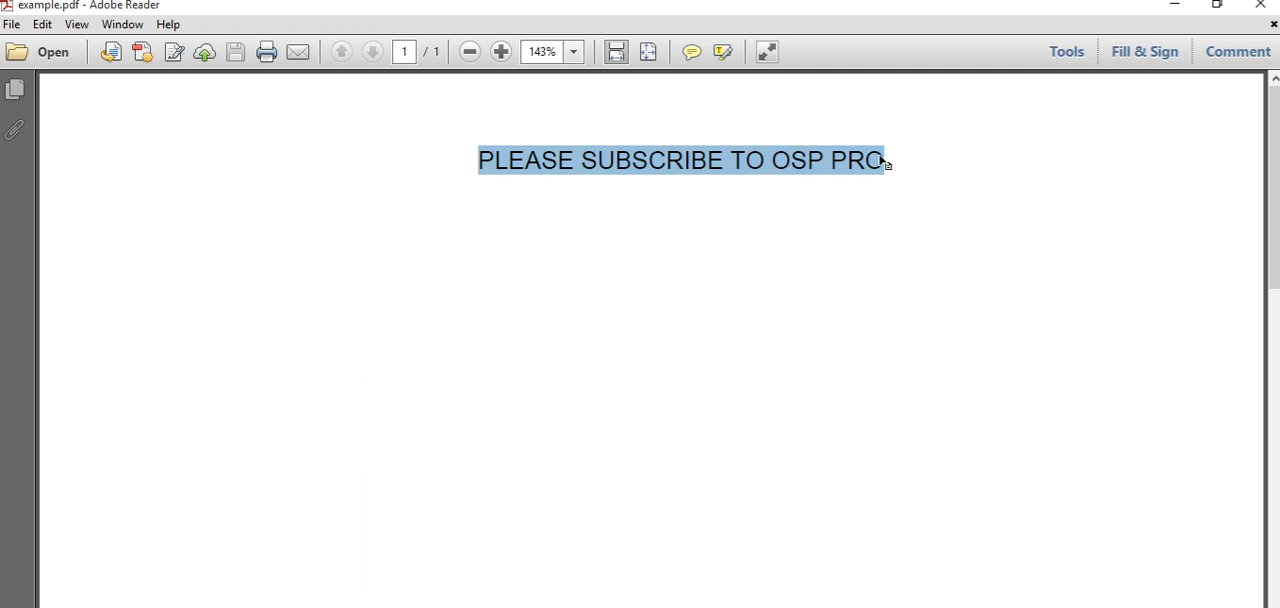 example.pdf - Adobe Reader
File Edit View Window Help
Open 1 / 1 143% Tools Fill & Sign Comment
PLEASE SUBSCRIBE TO OSP PRO